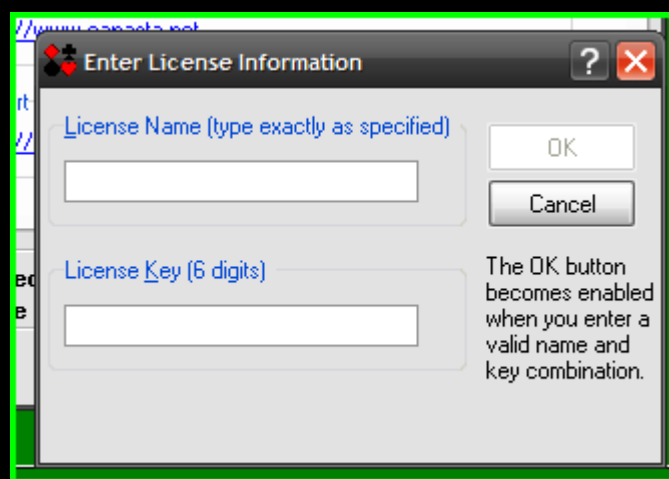 Enter License Information
?
License Name (type exactly as specified)
OK
Cancel
License Key (6 digits)
The OK button
becomes enabled
when you enter a
valid name and
key combination.